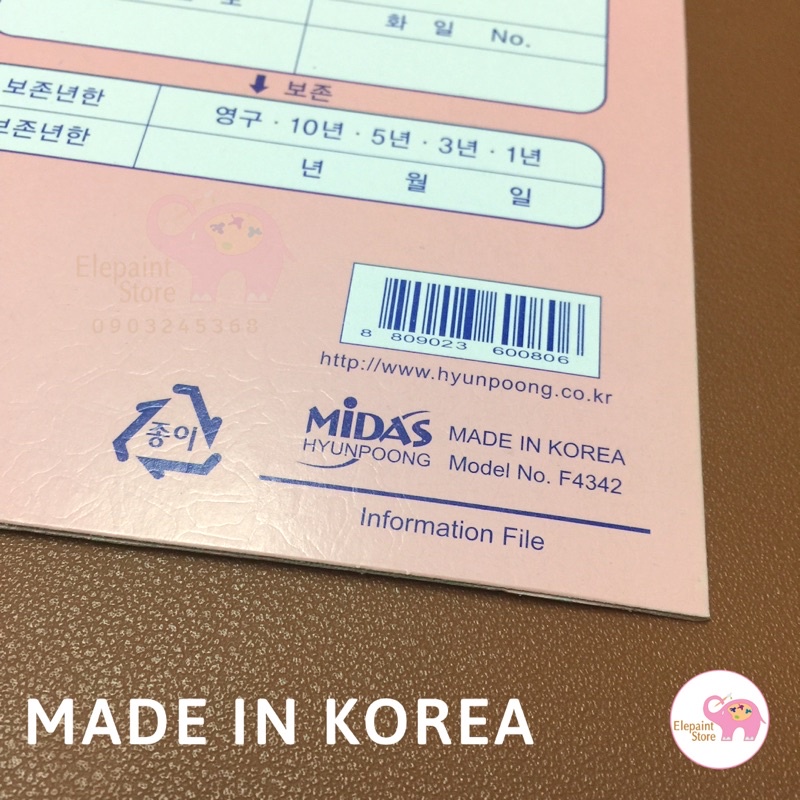 화 일 No.
보존
보존년한
영구 · 10년 · 5년 · 3년 · 1년
보존년한
년 월 일
Elepaint
Store
0903245368
8 809023 600806
http://www.hyunpoong.co.kr
종이
MiDAS
HYUNPOONG
MADE IN KOREA
Model No. F4342
Information File
MADE IN KOREA
Elepaint
Store